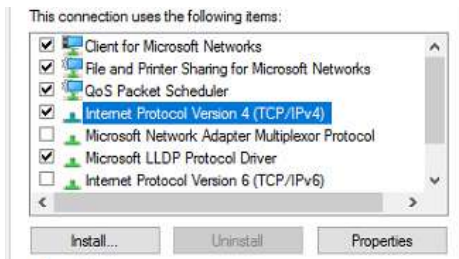 This connection uses the following items:
Client for Microsoft Networks
File and Printer Sharing for Microsoft Networks
QoS Packet Scheduler
Internet Protocol Version 4 (TCP/IPv4)
Microsoft Network Adapter Multiplexor Protocol
Microsoft LLDP Protocol Driver
Internet Protocol Version 6 (TCP/IPv6)
Install... Uninstall Properties